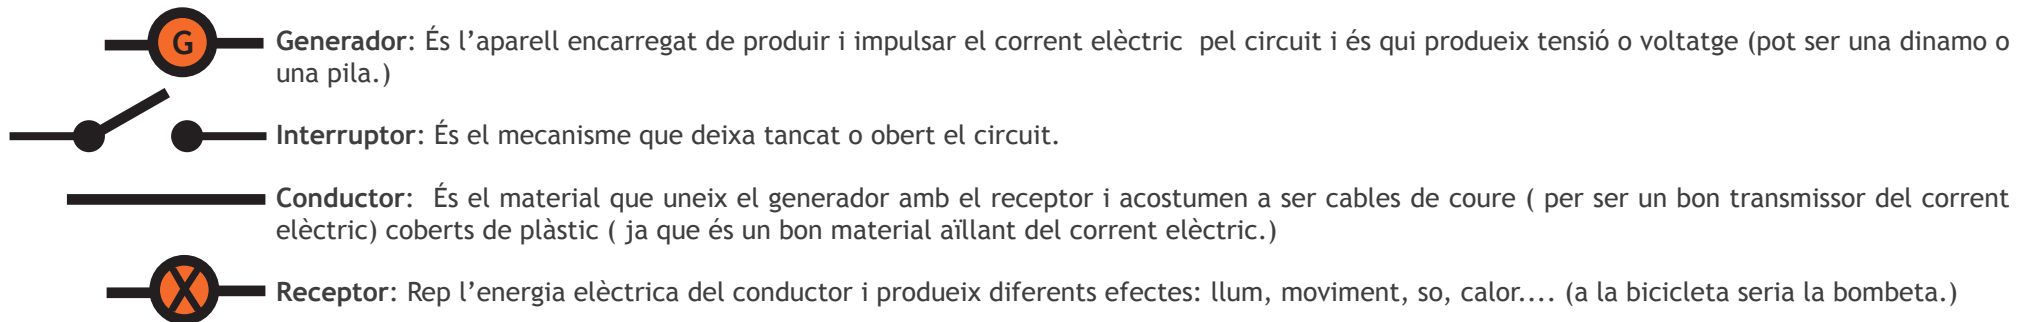 G
Generador: És l’aparell encarregat de produir i impulsar el corrent elèctric pel circuit i és qui produeix tensió o voltatge (pot ser una dinamo o
una pila.)
Interruptor: És el mecanisme que deixa tancat o obert el circuit.
Conductor: És el material que uneix el generador amb el receptor i acostumen a ser cables de coure ( per ser un bon transmissor del corrent
elèctric) coberts de plàstic ( ja que és un bon material aïllant del corrent elèctric.)
X
Receptor: Rep l’energia elèctrica del conductor i produeix diferents efectes: llum, moviment, so, calor.... (a la bicicleta seria la bombeta.)